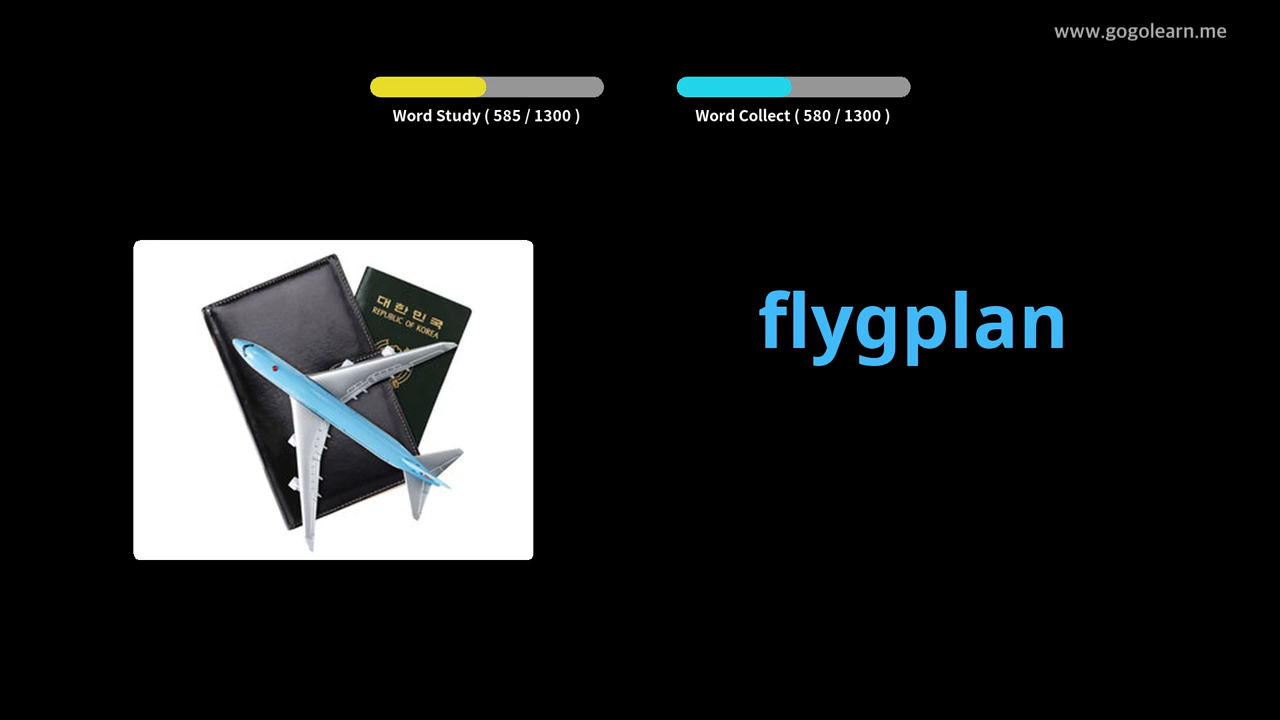 www.gogolearn.me
Word Study ( 585 / 1300 )
Word Collect ( 580 / 1300 )
대한민국
REPUBLIC OF KOREA
flygplan